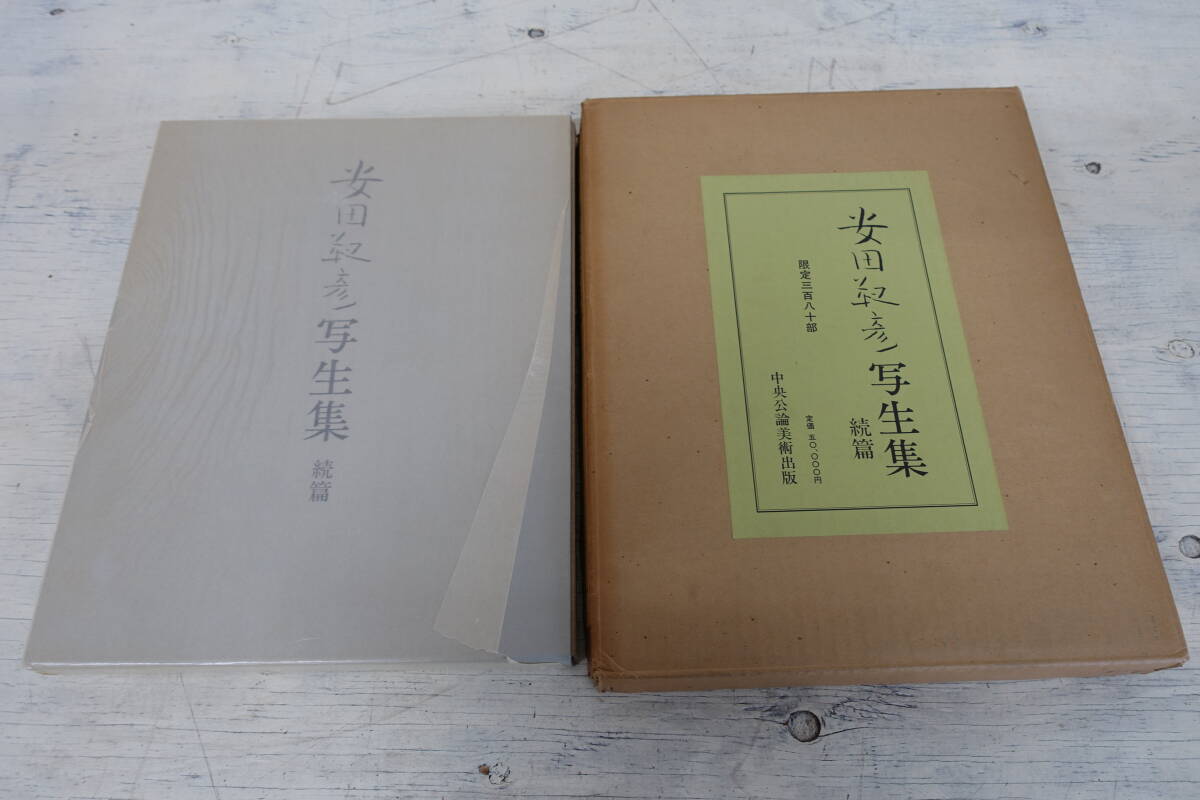 安田靫彦写生集
続篇
安田靫彦写生集
続篇
限定三百八十部
定価 五〇、〇〇〇円
中央公論美術出版